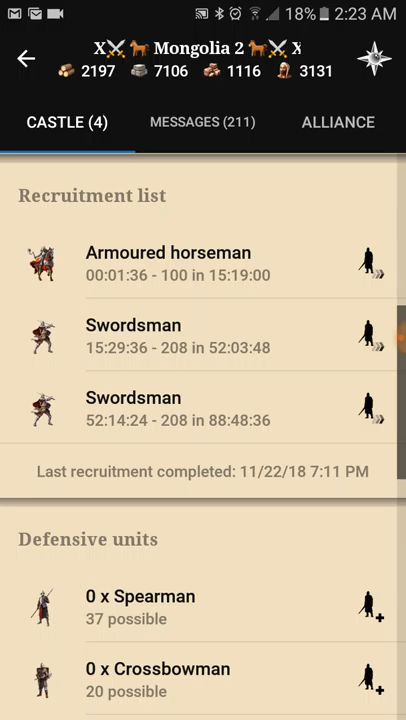 18% 2:23 AM
X⚔🐎 Mongolia 2 🐎⚔ X
2197 7106 1116 3131
CASTLE (4) MESSAGES (211) ALLIANCE
Recruitment list
Armoured horseman
00:01:36 - 100 in 15:19:00
Swordsman
15:29:36 - 208 in 52:03:48
Swordsman
52:14:24 - 208 in 88:48:36
Last recruitment completed: 11/22/18 7:11 PM
Defensive units
0 x Spearman
37 possible
0 x Crossbowman
20 possible